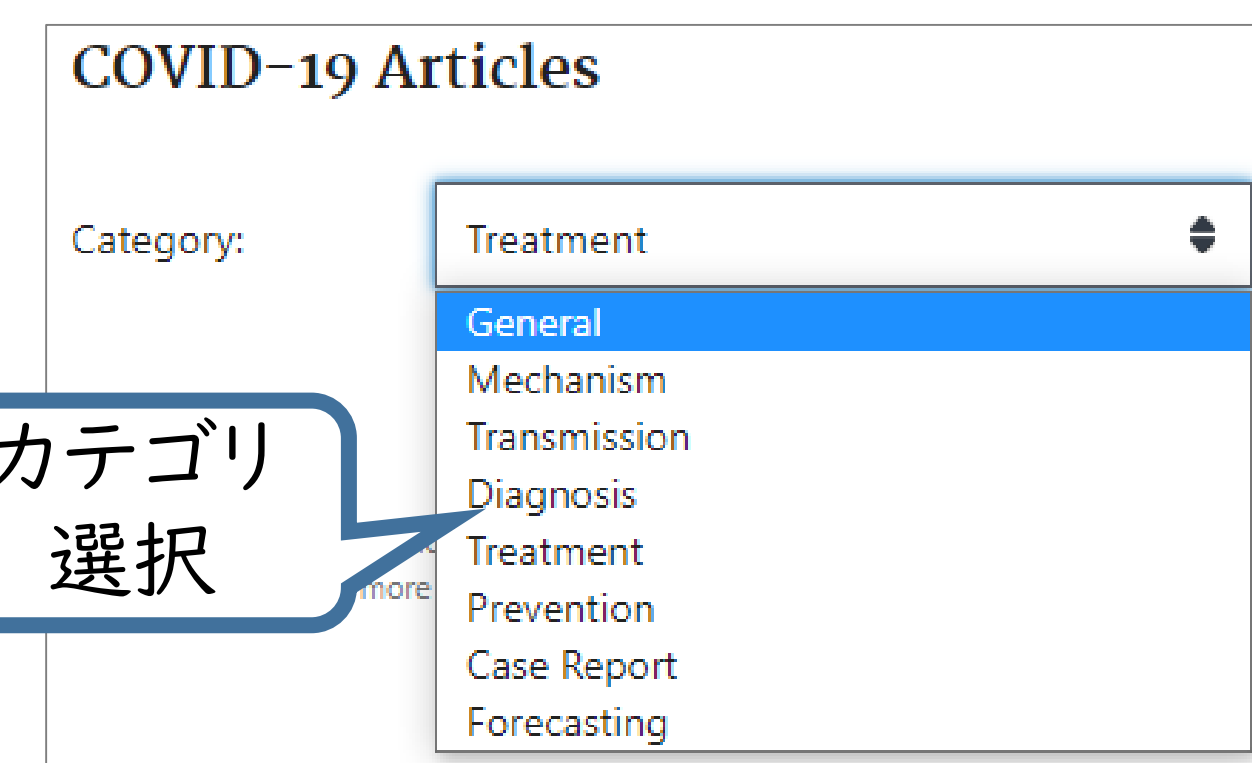 COVID-19 Articles
Category:
Treatment
General
Mechanism
Transmission
Diagnosis
Treatment
Prevention
Case Report
Forecasting
カテゴリ
選択
more